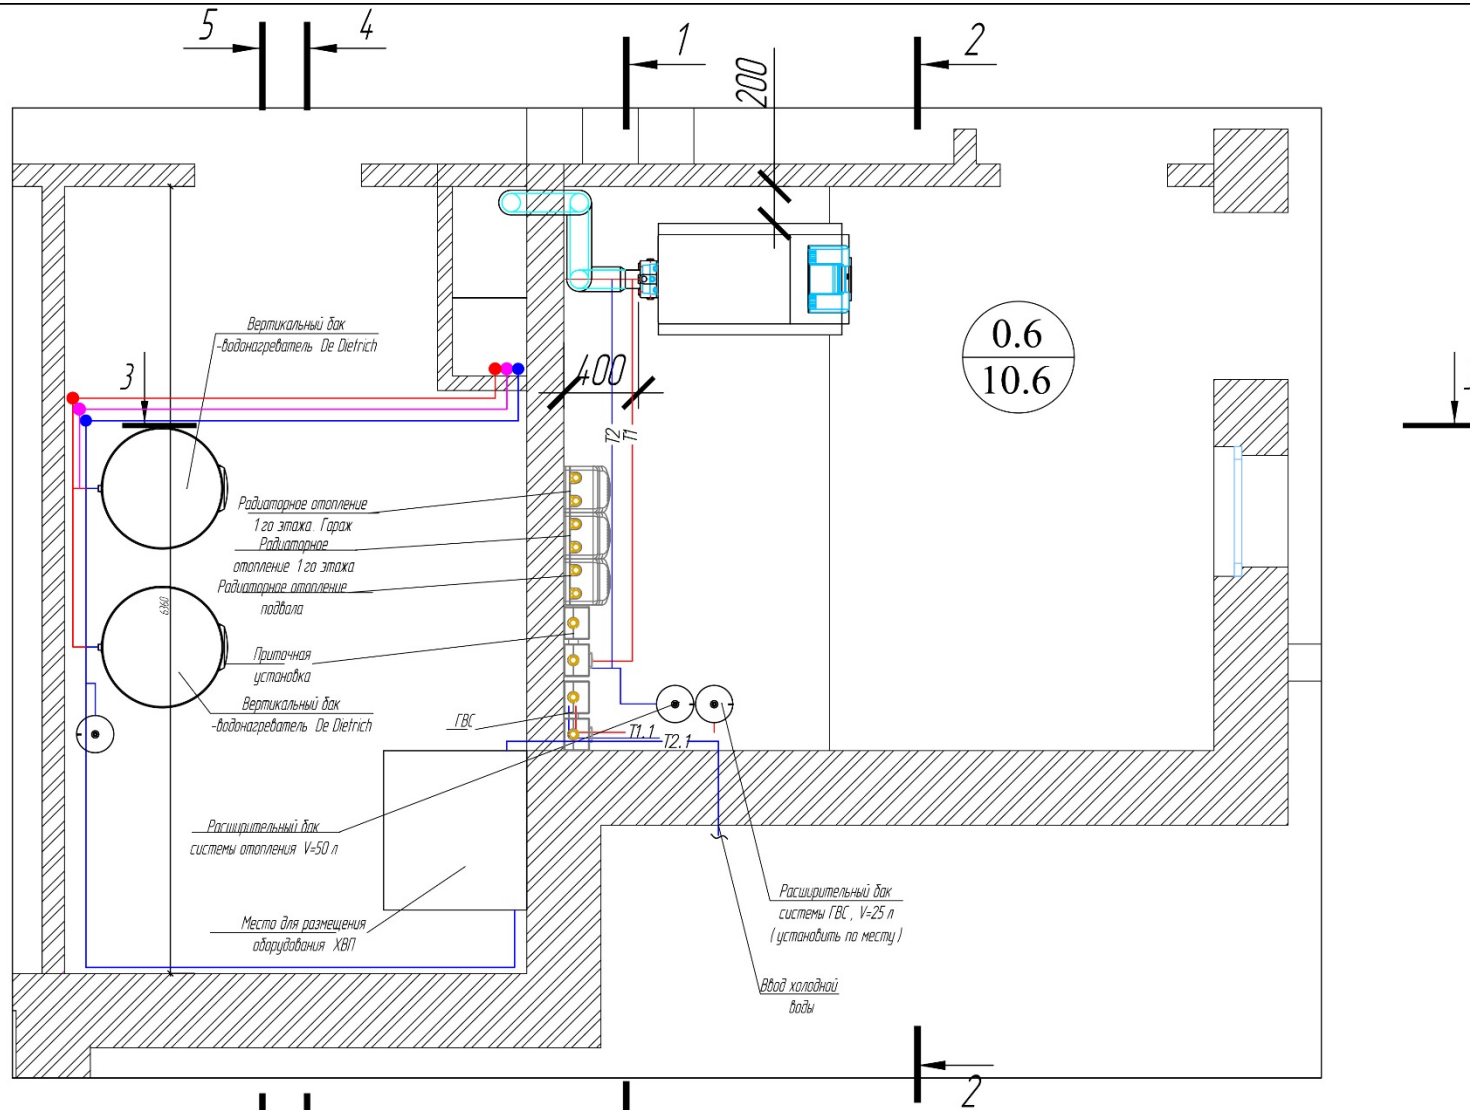 5
4
1
2
200
0.6
10.6
Вертикальный бак
-водонагреватель De Dietrich
3
400
Т2
Т1
Радиаторное отопление
1 го этажа. Гараж
Радиаторное
отопление 1 го этажа
Радиаторное отопление
подвала
6360
Приточная
установка
Вертикальный бак
-водонагреватель De Dietrich
ГВС
Т1.1
Т2.1
Расширительный бак
системы отопления V=50 л
Расширительный бак
системы ГВС , V=25 л
( установить по месту )
Место для размещения
оборудования ХВП
Ввод холодной
воды
2